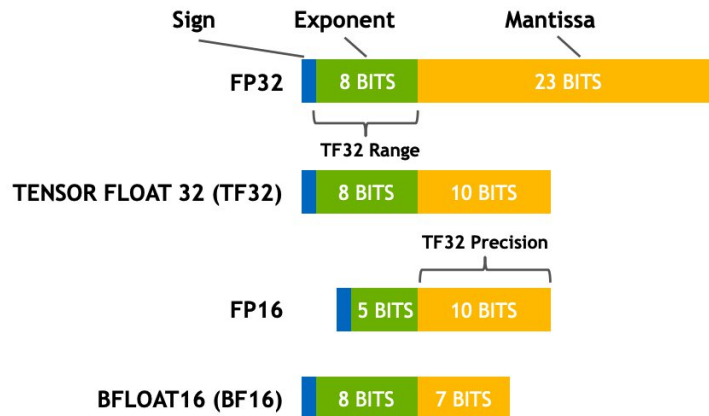 Sign Exponent Mantissa
FP32 8 BITS 23 BITS
TF32 Range
TENSOR FLOAT 32 (TF32) 8 BITS 10 BITS
TF32 Precision
FP16 5 BITS 10 BITS
BFLOAT16 (BF16) 8 BITS 7 BITS